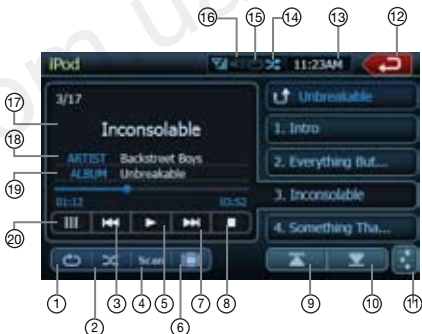 16 15 14 13 12
iPod 11:23AM
17 3/17 Unbreakable
Inconsolable 1. Intro
18 ARTIST Backstreet Boys 2. Everything But...
19 ALBUM Unbreakable
3. Inconsolable
01:12 03:52
20 4. Something Tha...
Scan
1 2 3 4 5 6 7 8 9 10 11